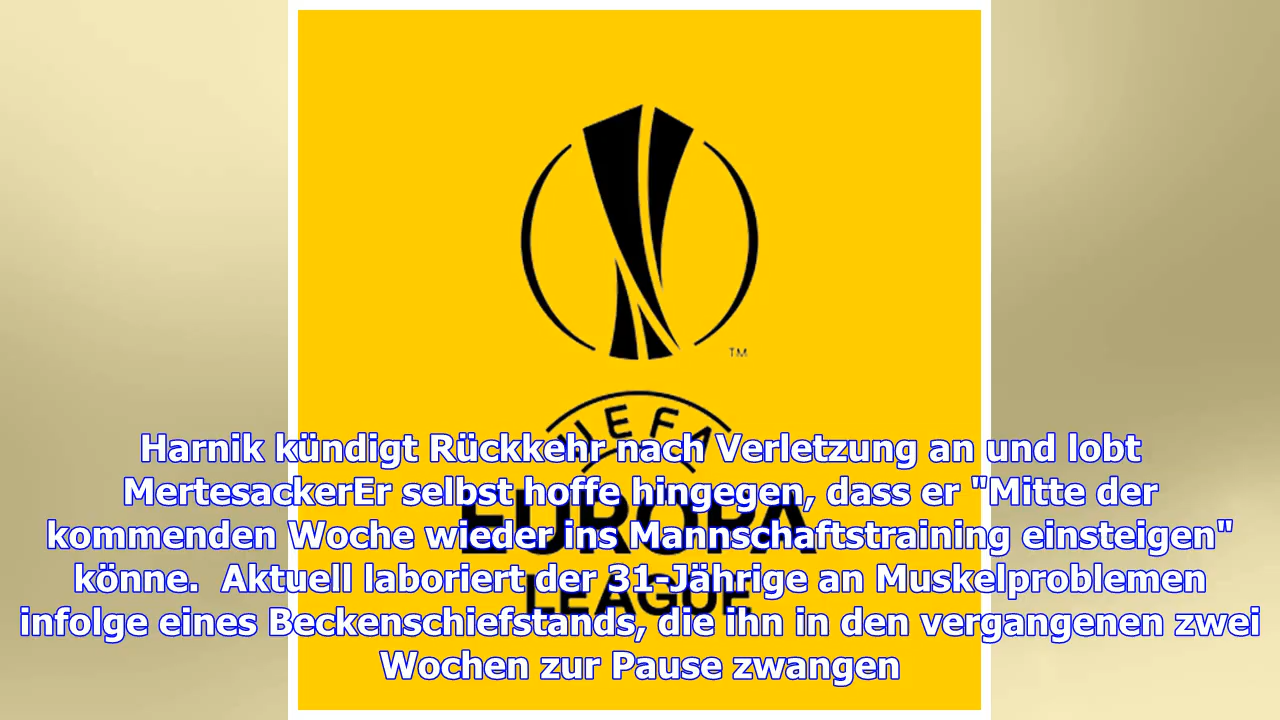 TM
UEFA
EUROPA
LEAGUE
Harnik kündigt Rückkehr nach Verletzung an und lobt
MertesackerEr selbst hoffe hingegen, dass er "Mitte der
kommenden Woche wieder ins Mannschaftstraining einsteigen"
könne.  Aktuell laboriert der 31-Jährige an Muskelproblemen
infolge eines Beckenschiefstands, die ihn in den vergangenen zwei
Wochen zur Pause zwangen